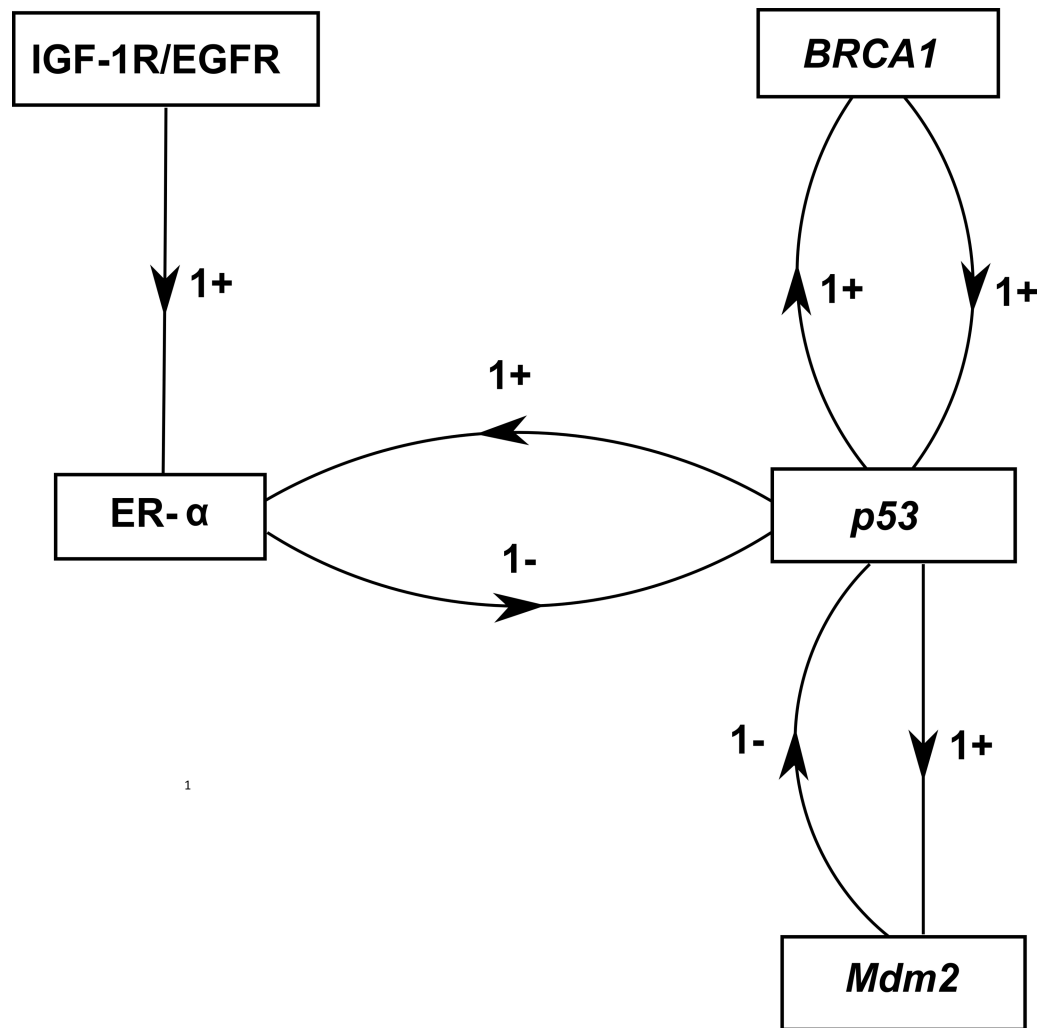 IGF-1R/EGFR
BRCA1
1+
1+
1+
1+
ER-α
p53
1-
1-
1+
1
Mdm2